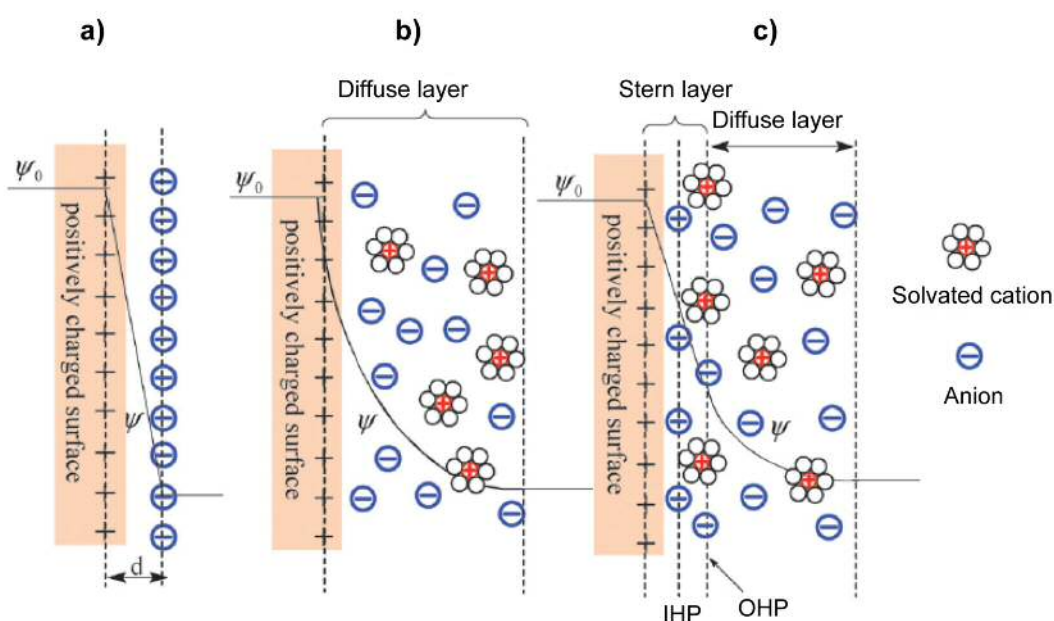 a)
b)
c)
Diffuse layer
Stern layer
Diffuse layer
ψ0
positively charged surface
ψ
d
ψ0
positively charged surface
ψ
ψ0
positively charged surface
ψ
IHP
OHP
Solvated cation
Anion